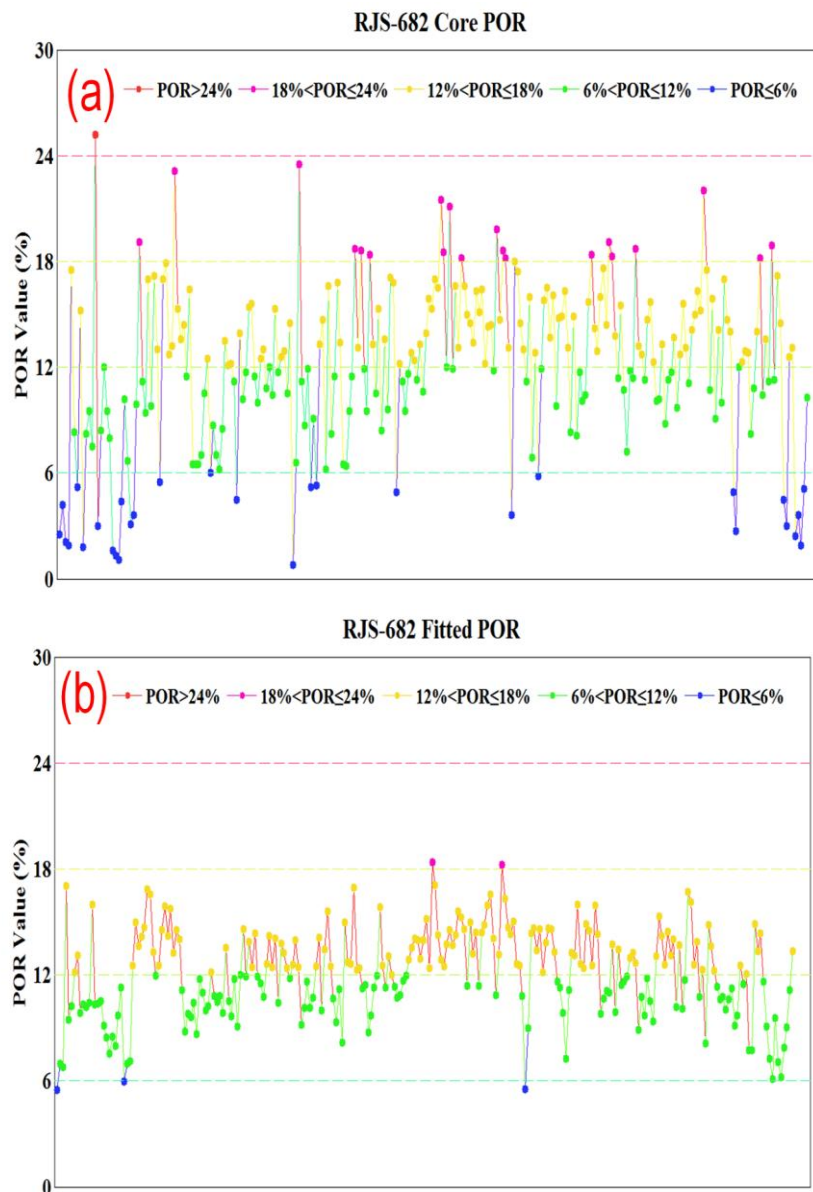 RJS-682 Core POR
30
(a)
POR>24% 18%<POR≤24% 12%<POR≤18% 6%<POR≤12% POR≤6%
24
18
POR Value (%)
12
6
0
RJS-682 Fitted POR
30
(b)
POR>24% 18%<POR≤24% 12%<POR≤18% 6%<POR≤12% POR≤6%
24
18
POR Value (%)
12
6
0